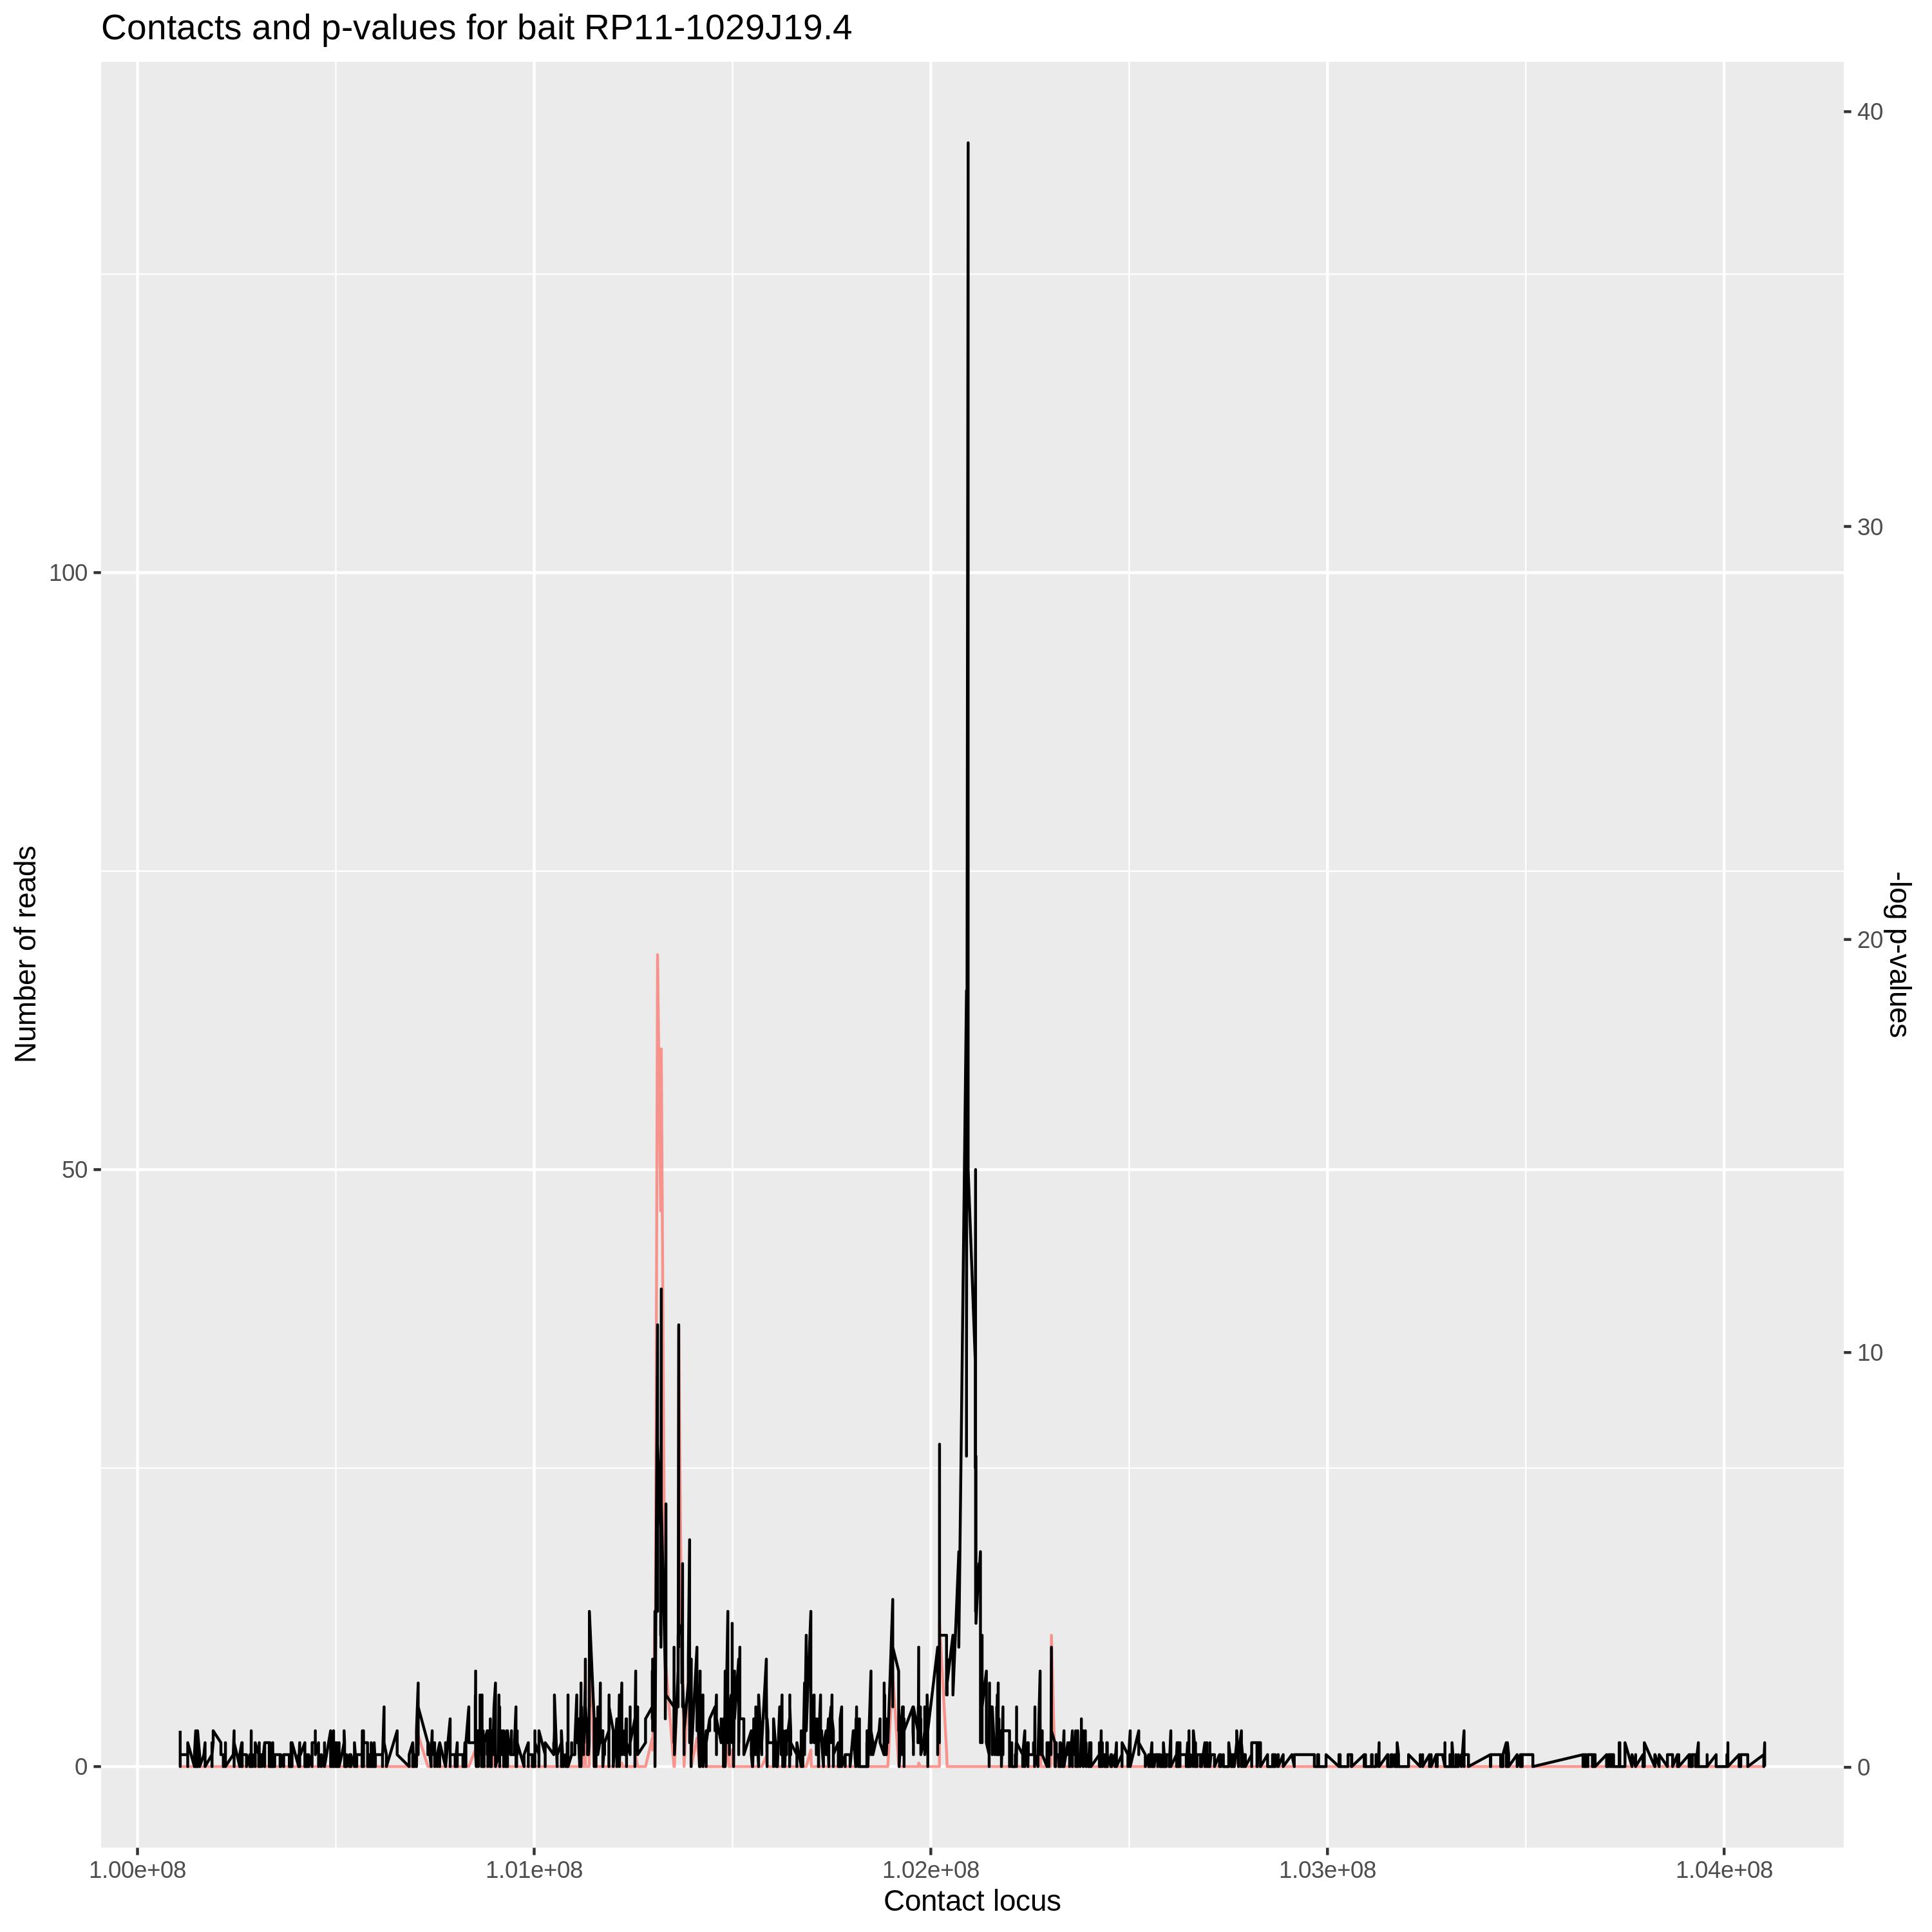 Contacts and p-values for bait RP11-1029J19.4
40
30
100
20
Number of reads
-log p-values
50
10
0
0
1.00e+08 1.01e+08 1.02e+08 1.03e+08 1.04e+08
Contact locus